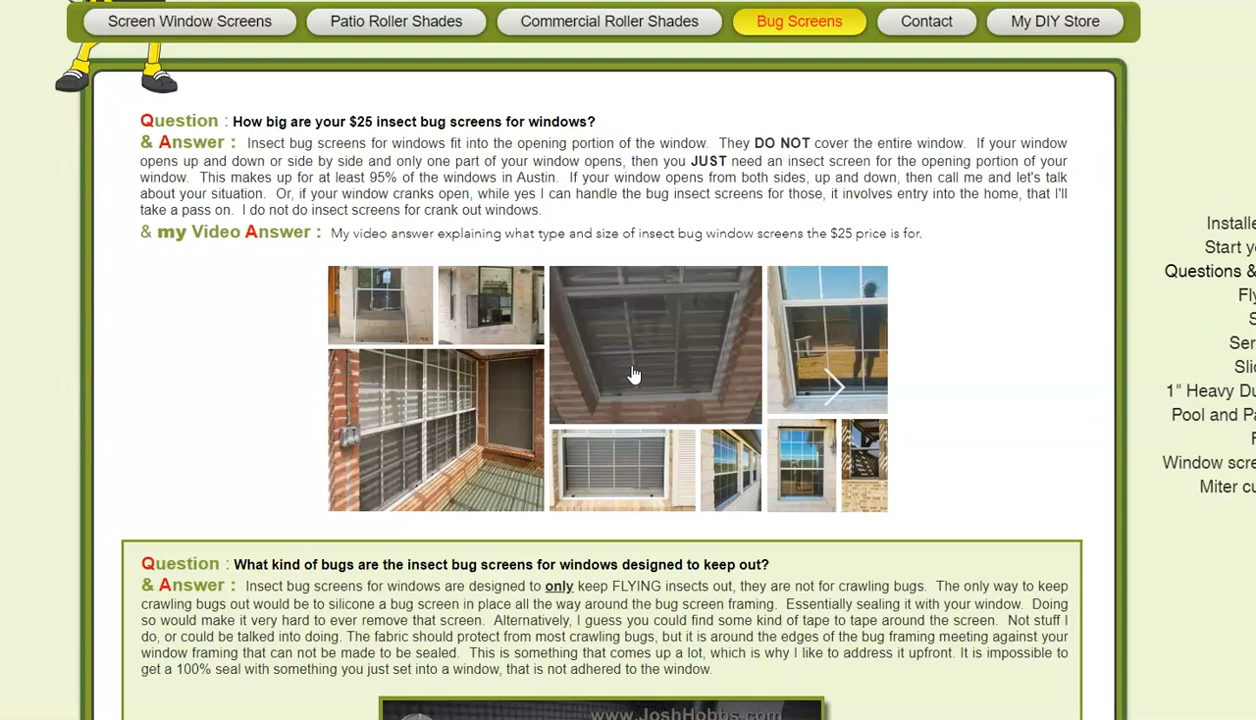 Screen Window Screens
Patio Roller Shades
Commercial Roller Shades
Bug Screens
Contact
My DIY Store
Question : How big are your $25 insect bug screens for windows?
& Answer : Insect bug screens for windows fit into the opening portion of the window. They DO NOT cover the entire window. If your window
opens up and down or side by side and only one part of your window opens, then you JUST need an insect screen for the opening portion of your
window. This makes up for at least 95% of the windows in Austin. If your window opens from both sides, up and down, then call me and let's talk
about your situation. Or, if your window cranks open, while yes I can handle the bug insect screens for those, it involves entry into the home, that I'll
take a pass on. I do not do insect screens for crank out windows.
& my Video Answer : My video answer explaining what type and size of insect bug window screens the $25 price is for.
Question : What kind of bugs are the insect bug screens for windows designed to keep out?
& Answer : Insect bug screens for windows are designed to only keep FLYING insects out, they are not for crawling bugs. The only way to keep
crawling bugs out would be to silicone a bug screen in place all the way around the bug screen framing. Essentially sealing it with your window. Doing
so would make it very hard to ever remove that screen. Alternatively, I guess you could find some kind of tape to tape around the screen. Not stuff I
do, or could be talked into doing. The fabric should protect from most crawling bugs, but it is around the edges of the bug framing meeting against your
window framing that can not be made to be sealed. This is something that comes up a lot, which is why I like to address it upfront. It is impossible to
get a 100% seal with something you just set into a window, that is not adhered to the window.
www.JoshHobbs.com
Installe
Start y
Questions &
Fly
S
Ser
Sli
1" Heavy Du
Pool and Pa
F
Window scre
Miter cu